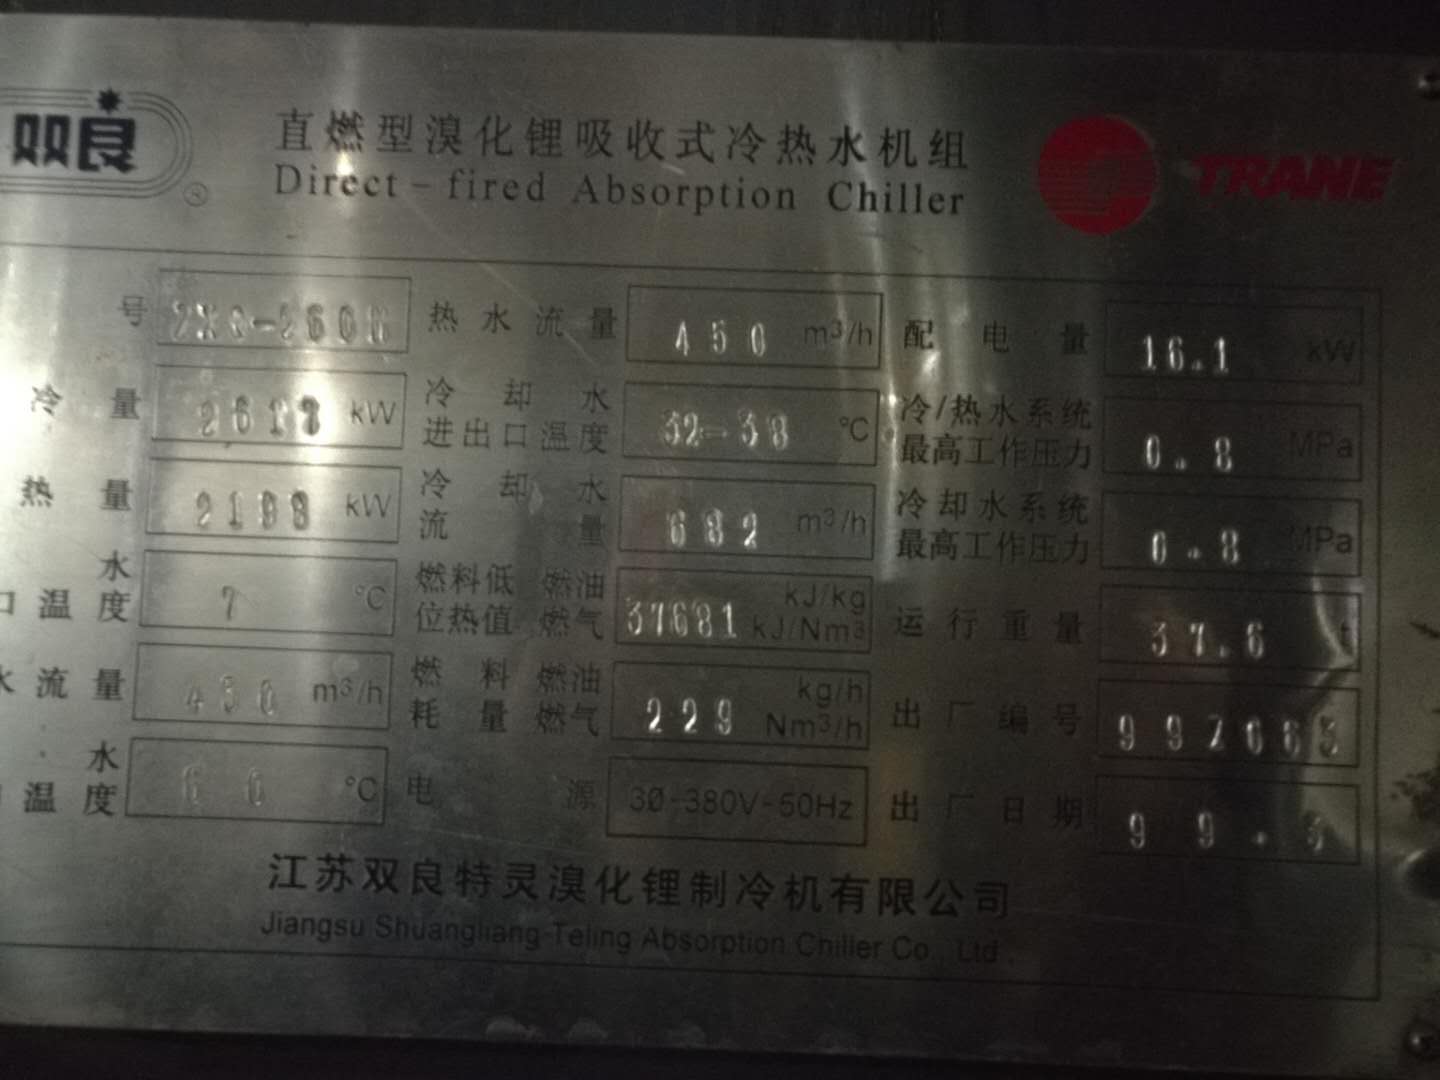 双良
直燃型溴化锂吸收式冷热水机组
Direct-fired Absorption Chiller
TRANE
号 热水流量 450 m³/h 配电量 16.1 kW
冷量 kW 冷却水进出口温度 32-38 ℃ 冷/热水系统最高工作压力 0.8 MPa
热量 kW 冷却水流量 682 m³/h 冷却水系统最高工作压力 0.8 MPa
水 口温度 7 ℃ 燃料低位热值 燃油 燃气 37681 kJ/kg kJ/Nm³ 运行重量 37.6 t
水流量 450 m³/h 燃料耗量 燃油 燃气 229 kg/h Nm³/h 出厂编号
水 温度 60 ℃ 电源 3Ø-380V-50Hz 出厂日期
江苏双良特灵溴化锂制冷机有限公司
Jiangsu Shuangliang-Teling Absorption Chiller Co., Ltd.